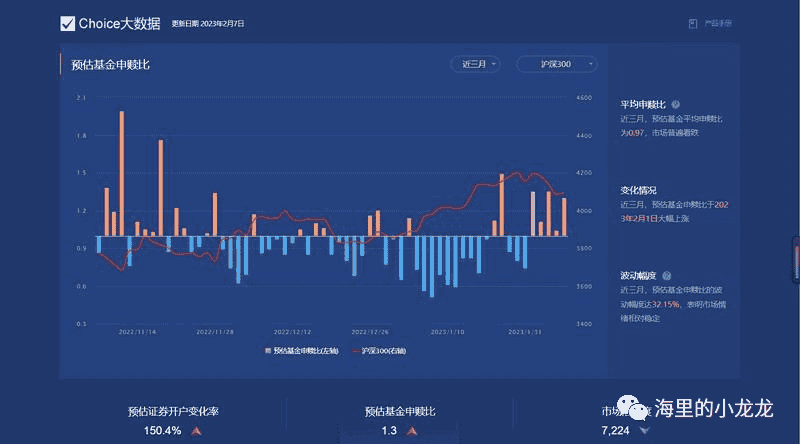 Choice大数据 更新日期 2023年2月7日 产品手册
预估基金申赎比 近三月 沪深300
2.1 4600
1.8 4400
1.5 4200
1.2 4000
0.9 3800
0.6 3600
0.3 3400
2022/11/14 2022/11/28 2022/12/12 2022/12/26 2023/1/10 2023/1/31
预估基金申赎比(左轴) 沪深300(右轴)
平均申赎比
近三月，预估基金平均申赎比
为0.97，市场普遍看跌
变化情况
近三月，预估基金申赎比于202
3年2月1日大幅上涨
波动幅度
近三月，预估基金申赎比的波
动幅度达32.15%，表明市场情
绪相对稳定
预估证券开户变化率 预估基金申赎比 市场 度
150.4% 1.3 7,224
海里的小龙龙